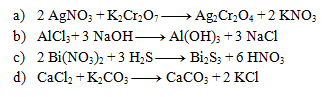 a) 2 AgNO₃ + K₂Cr₂O₇ ⟶ Ag₂Cr₂O₄ + 2 KNO₃
b) AlCl₃ + 3 NaOH ⟶ Al(OH)₃ + 3 NaCl
c) 2 Bi(NO₃)₂ + 3 H₂S ⟶ Bi₂S₃ + 6 HNO₃
d) CaCl₂ + K₂CO₃ ⟶ CaCO₃ + 2 KCl